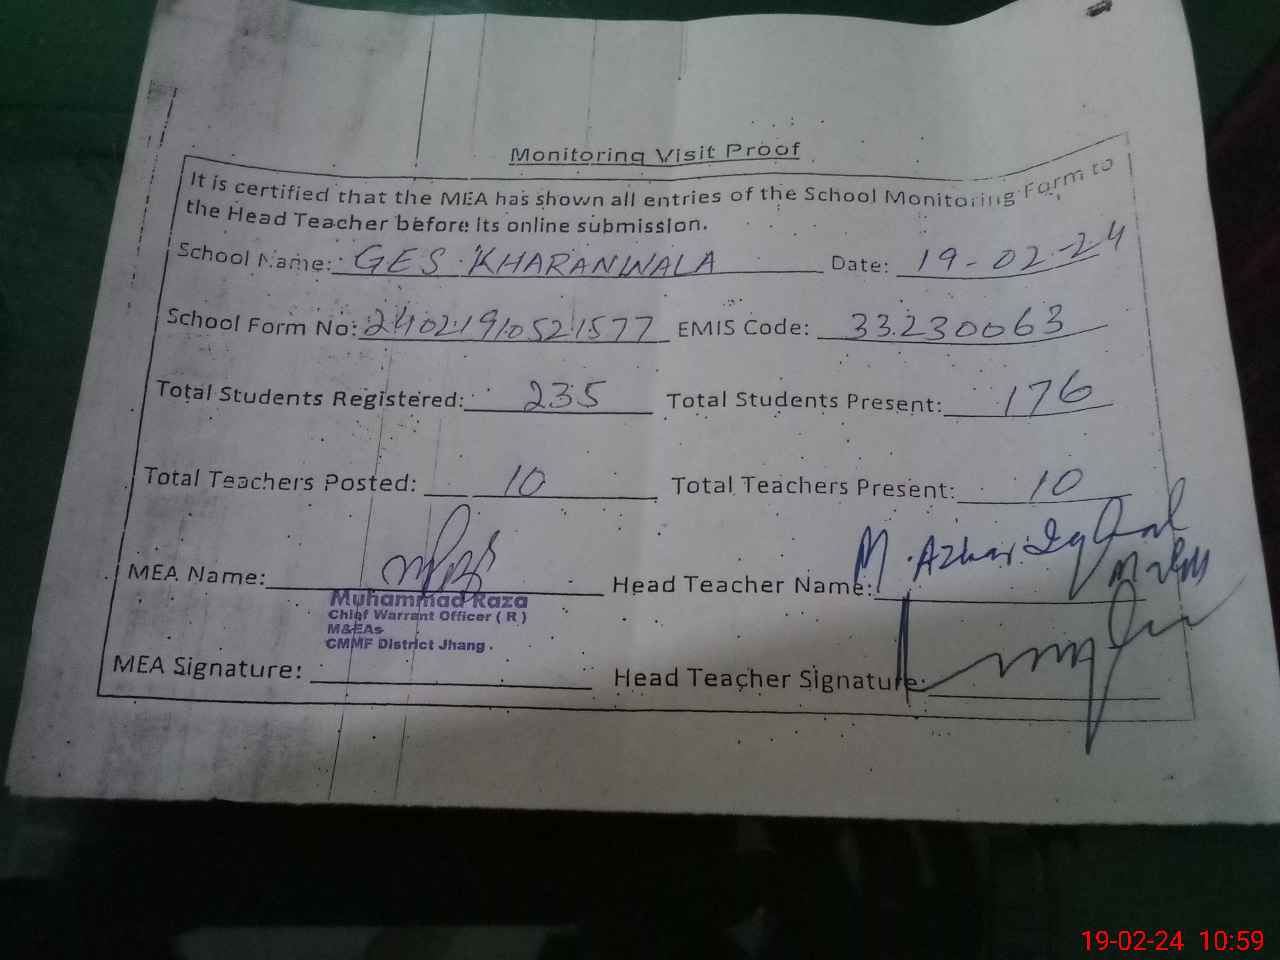 Monitoring Visit Proof
It is certified that the MEA has shown all entries of the School Monitoring Form to
the Head Teacher before its online submission.
School Name: GES KHARANWALA Date: 19-02-24
School Form No: 24021910521577 EMIS Code: 33230063
Total Students Registered: 235 Total Students Present: 176
Total Teachers Posted: 10 Total Teachers Present: 10
MEA Name: Head Teacher Name: M. Azhar Iqbal
Muhammad Raza
Chief Warrant Officer ( R )
M&EAs
CMMF District Jhang.
MEA Signature: Head Teacher Signature:
19-02-24 10:59